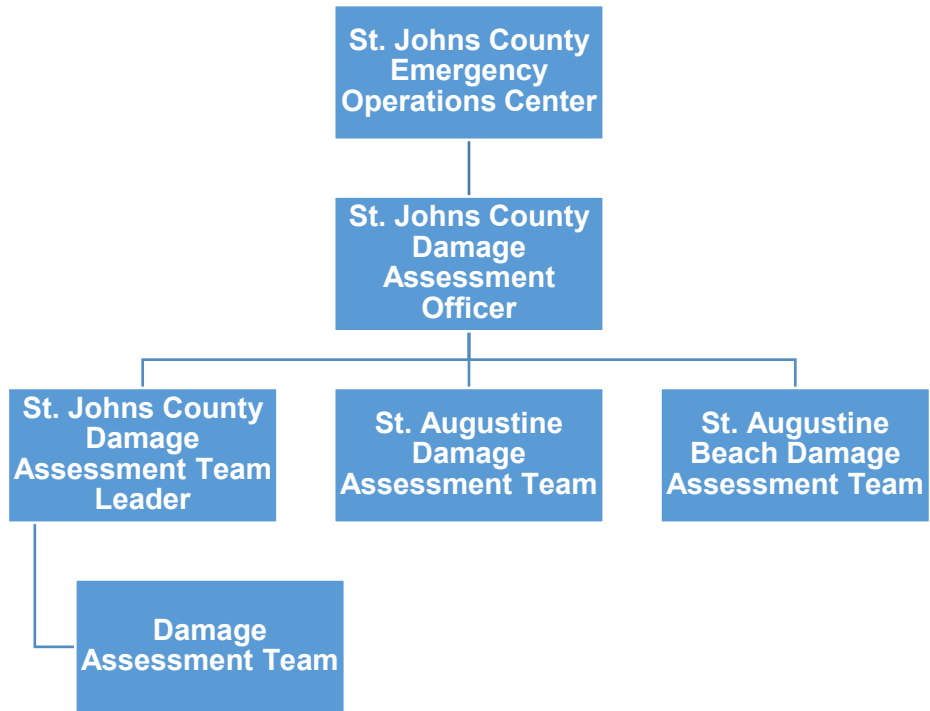 St. Johns County
Emergency
Operations Center
St. Johns County
Damage
Assessment
Officer
St. Johns County
Damage
Assessment Team
Leader
St. Augustine
Damage
Assessment Team
St. Augustine
Beach Damage
Assessment Team
Damage
Assessment Team